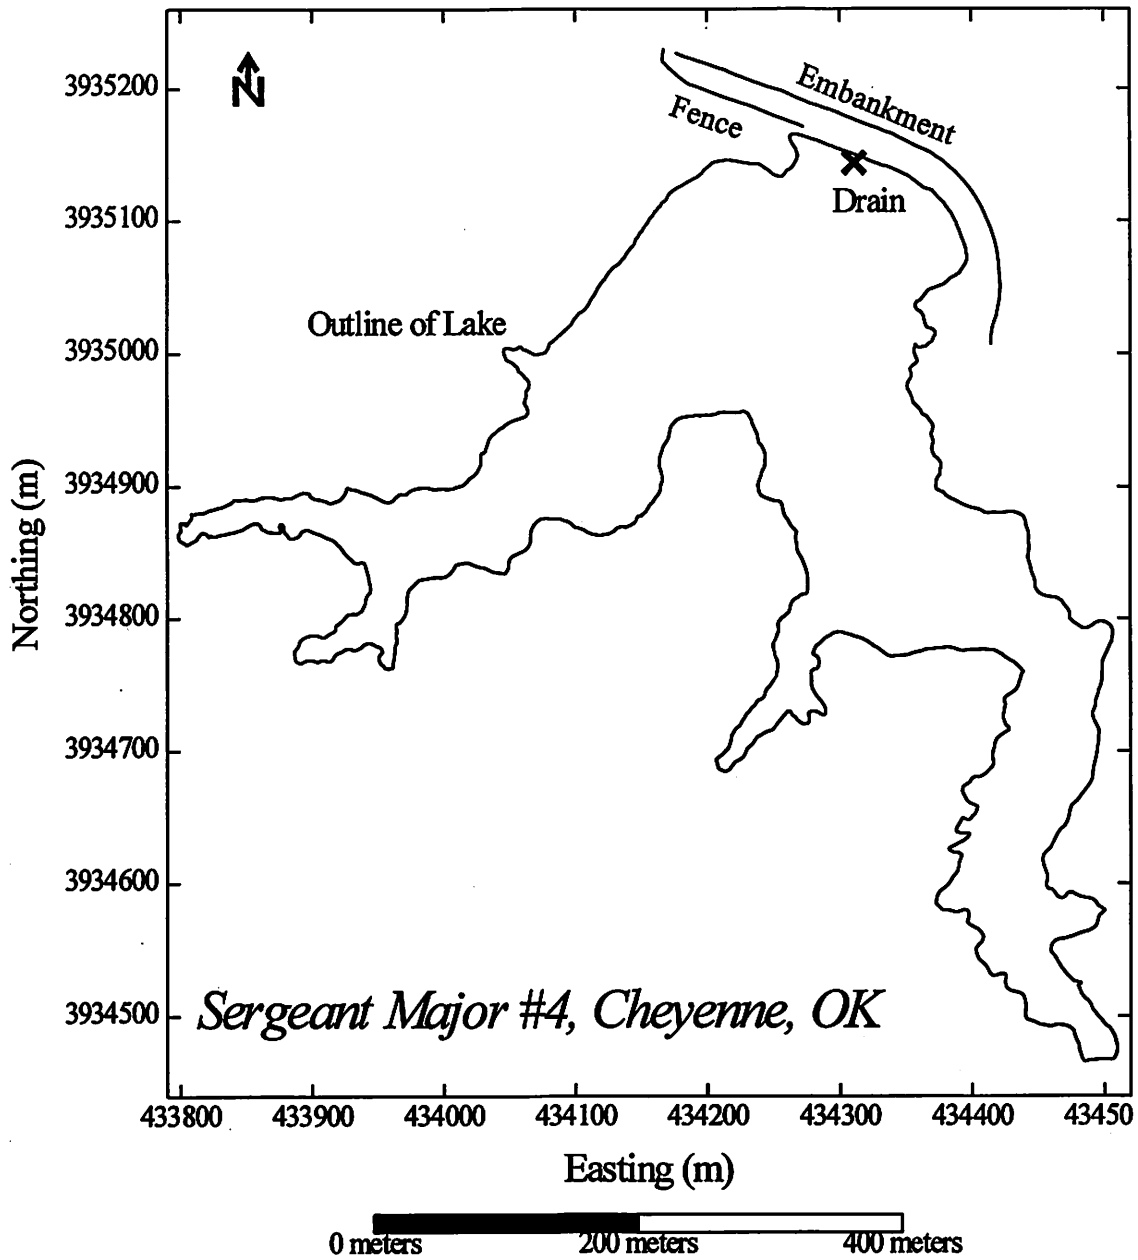 N
3935200
3935100
3935000
3934900
3934800
3934700
3934600
3934500
Northing (m)
Embankment
Fence
Drain
Outline of Lake
Sergeant Major #4, Cheyenne, OK
433800 433900 434000 434100 434200 434300 434400 43450
Easting (m)
0 meters 200 meters 400 meters